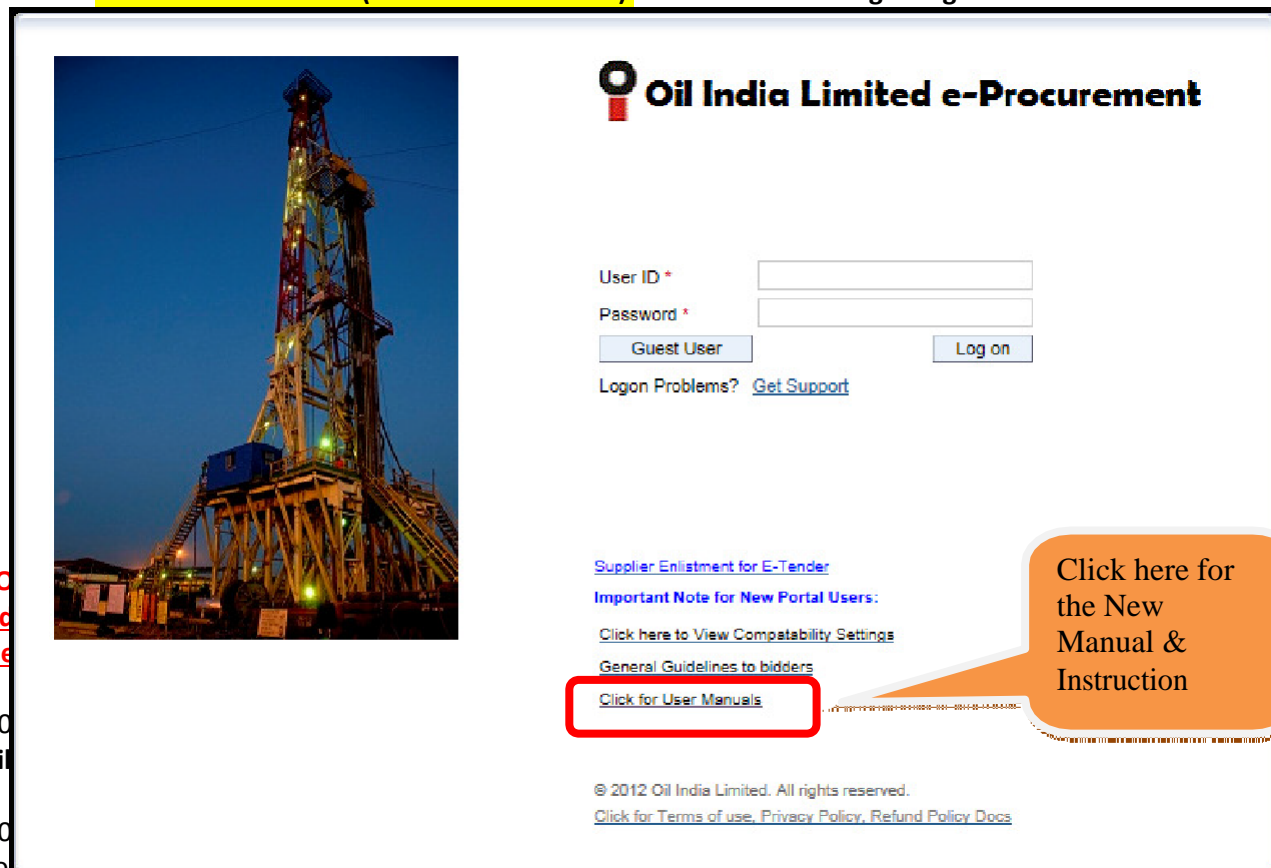 Oil India Limited e-Procurement
User ID *
Password *
Guest User
Log on
Logon Problems? Get Support
Supplier Enlistment for E-Tender
Important Note for New Portal Users:
Click here to View Compatability Settings
General Guidelines to bidders
Click for User Manuals
Click here for
the New
Manual &
Instruction
© 2012 Oil India Limited. All rights reserved.
Click for Terms of use, Privacy Policy, Refund Policy Docs